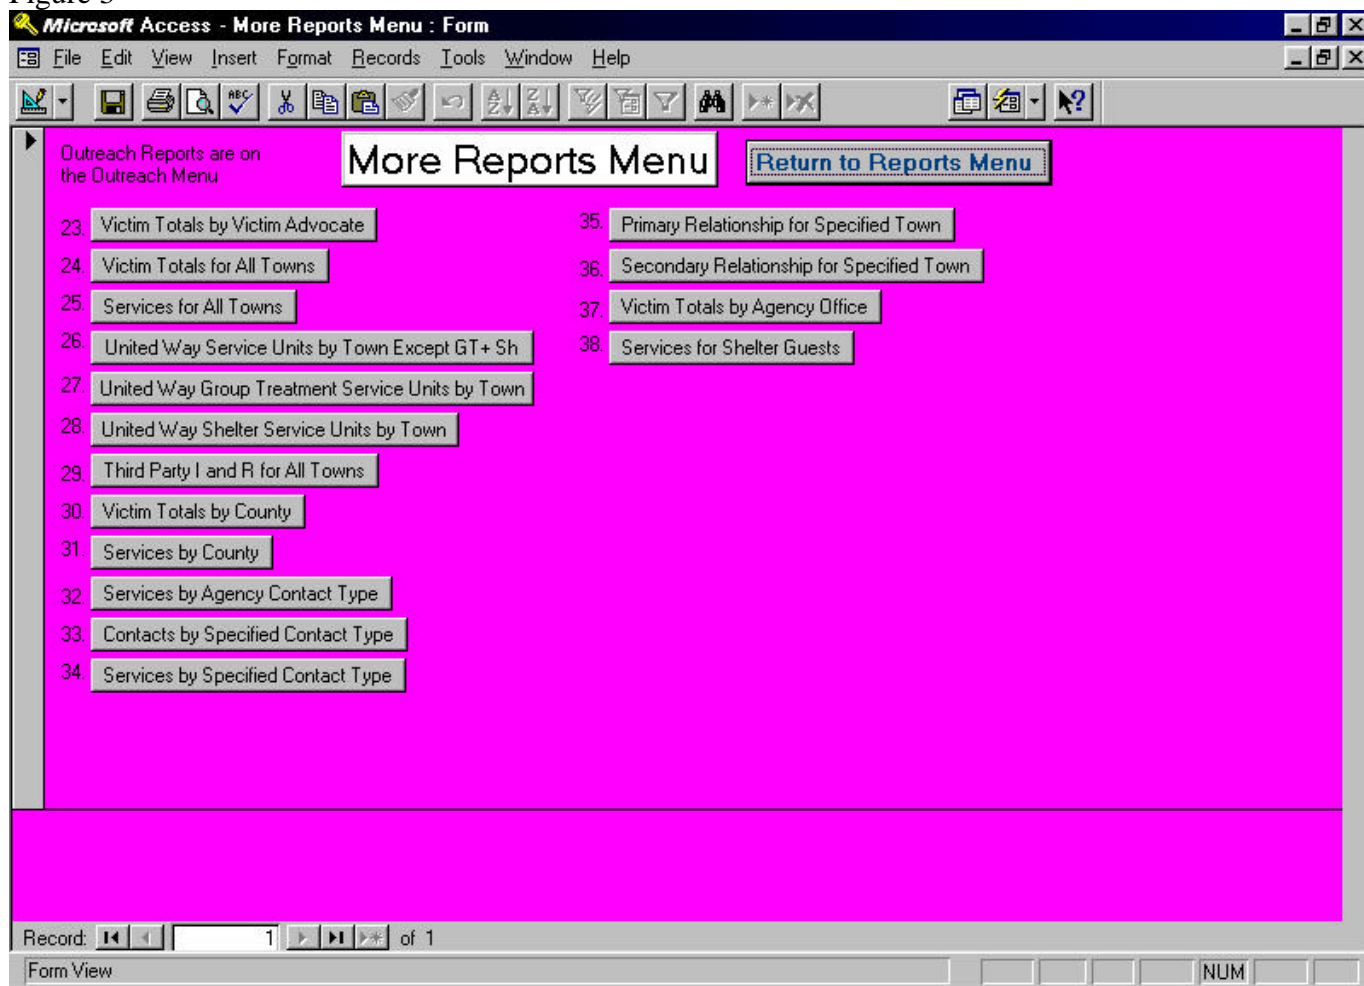 Figure 3
Microsoft Access - More Reports Menu : Form
File Edit View Insert Format Records Tools Window Help
Outreach Reports are on
the Outreach Menu
More Reports Menu
Return to Reports Menu
23. Victim Totals by Victim Advocate
24. Victim Totals for All Towns
25. Services for All Towns
26. United Way Service Units by Town Except GT+ Sh
27. United Way Group Treatment Service Units by Town
28. United Way Shelter Service Units by Town
29. Third Party I and R for All Towns
30. Victim Totals by County
31. Services by County
32. Services by Agency Contact Type
33. Contacts by Specified Contact Type
34. Services by Specified Contact Type
35. Primary Relationship for Specified Town
36. Secondary Relationship for Specified Town
37. Victim Totals by Agency Office
38. Services for Shelter Guests
Record: 1 of 1
Form View NUM